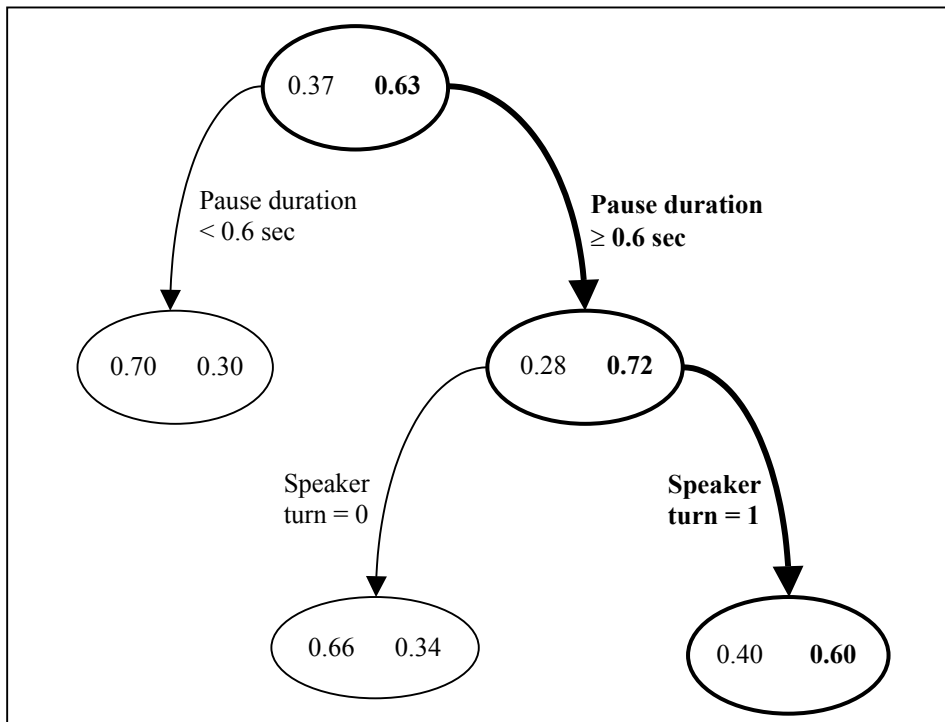 0.37 0.63
Pause duration
< 0.6 sec
Pause duration
≥ 0.6 sec
0.70 0.30
0.28 0.72
Speaker
turn = 0
Speaker
turn = 1
0.66 0.34
0.40 0.60